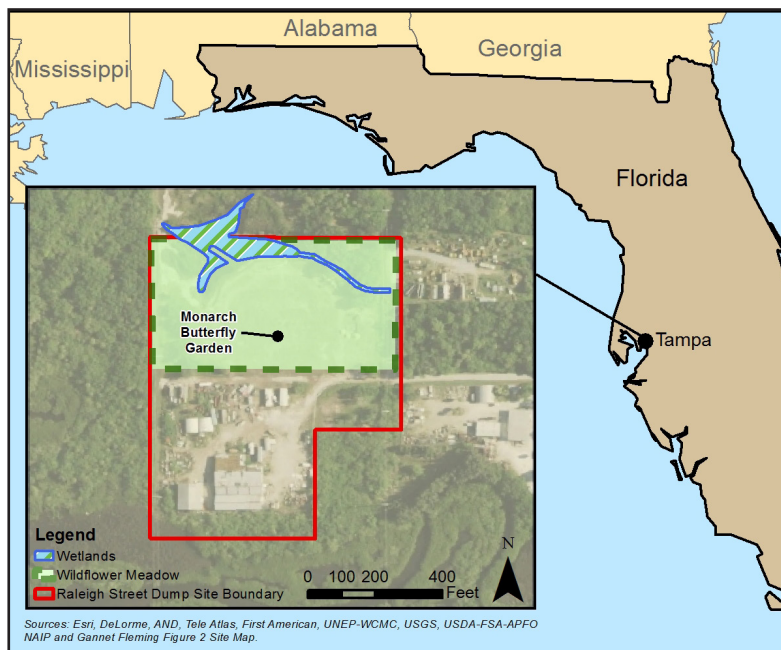 Alabama
Georgia
Mississippi
Florida
Monarch
Butterfly
Garden
Tampa
Legend
Wetlands
Wildflower Meadow
Raleigh Street Dump Site Boundary
N
0 100 200 400
Feet
Sources: Esri, DeLorme, AND, Tele Atlas, First American, UNEP-WCMC, USGS, USDA-FSA-APFO
NAIP and Gannet Fleming Figure 2 Site Map.